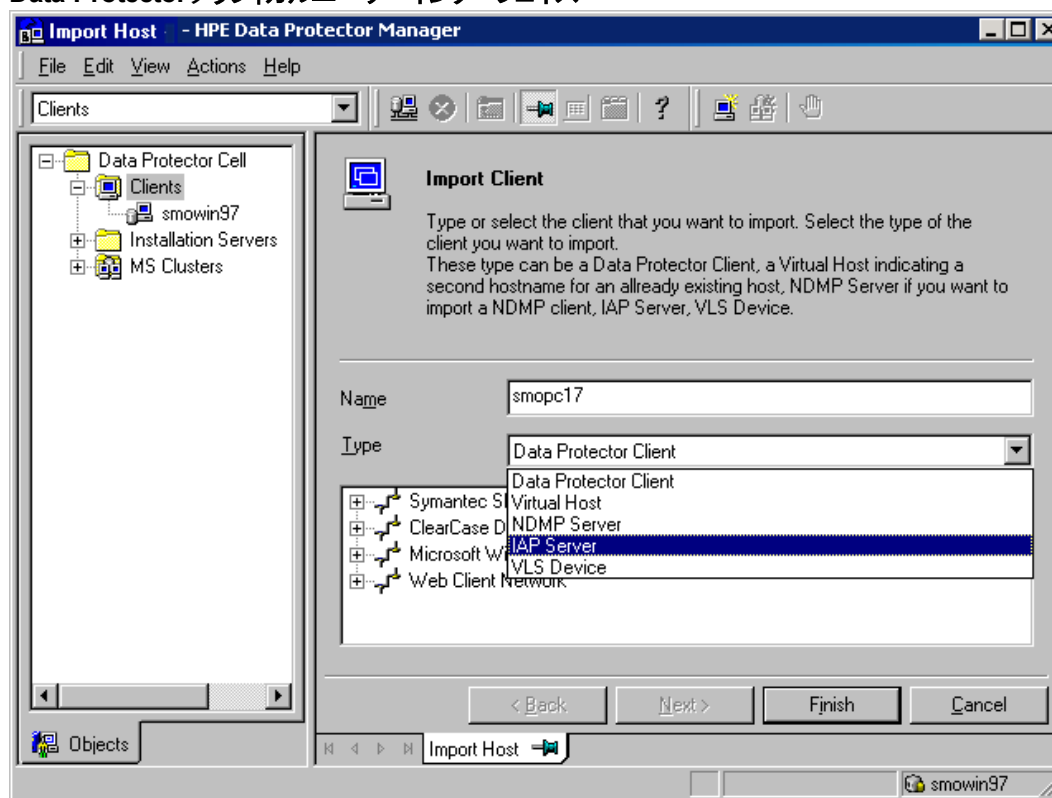 Import Host - HPE Data Protector Manager
File Edit View Actions Help
Clients
Data Protector Cell
Clients
smowin97
Installation Servers
MS Clusters
Import Client
Type or select the client that you want to import. Select the type of the
client you want to import.
These type can be a Data Protector Client, a Virtual Host indicating a
second hostname for an allready existing host, NDMP Server if you want to
import a NDMP client, IAP Server, VLS Device.
Name
smopc17
Type
Data Protector Client
Data Protector Client
Virtual Host
NDMP Server
IAP Server
VLS Device
Symantec S
ClearCase D
Microsoft W
Web Client Network
< Back
Next >
Finish
Cancel
Objects
Import Host
smowin97